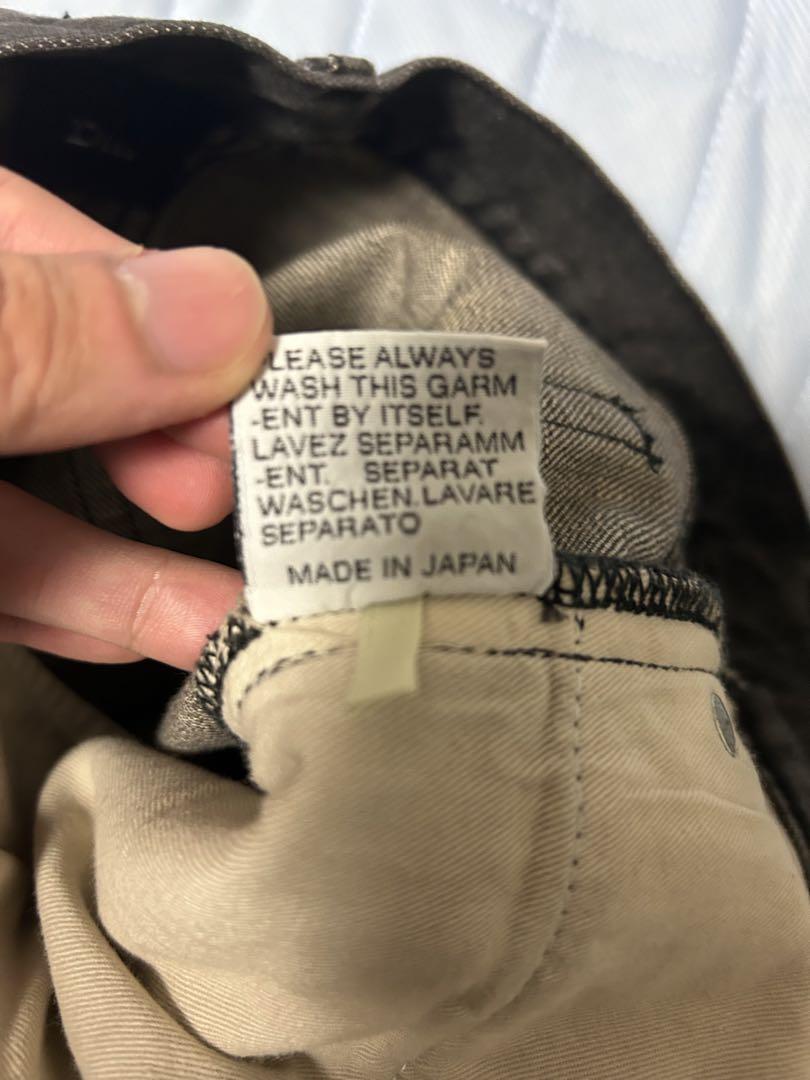 LEASE ALWAYS
WASH THIS GARM
-ENT BY ITSELF.
LAVEZ SEPARAMM
-ENT. SEPARAT
WASCHEN. LAVARE
SEPARATO
MADE IN JAPAN